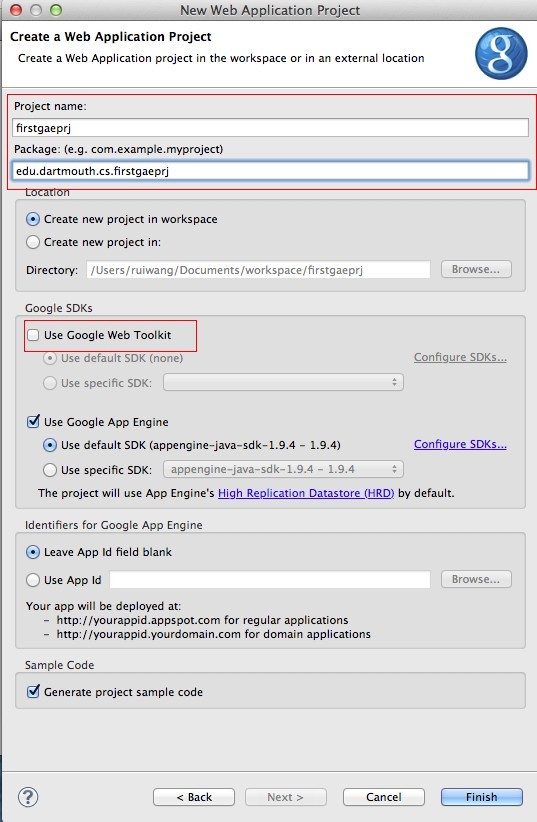 New Web Application Project
Create a Web Application Project
Create a Web Application project in the workspace or in an external location
Project name:
firstgaeprj
Package: (e.g. com.example.myproject)
edu.dartmouth.cs.firstgaeprj
Location
Create new project in workspace
Create new project in:
Directory: /Users/ruiwang/Documents/workspace/firstgaeprj Browse...
Google SDKs
Use Google Web Toolkit
Use default SDK (none) Configure SDKs...
Use specific SDK:
Use Google App Engine
Use default SDK (appengine-java-sdk-1.9.4 - 1.9.4) Configure SDKs...
Use specific SDK: appengine-java-sdk-1.9.4 - 1.9.4
The project will use App Engine's High Replication Datastore (HRD) by default.
Identifiers for Google App Engine
Leave App Id field blank
Use App Id Browse...
Your app will be deployed at:
- http://yourappid.appspot.com for regular applications
- http://yourappid.yourdomain.com for domain applications
Sample Code
Generate project sample code
? < Back Next > Cancel Finish